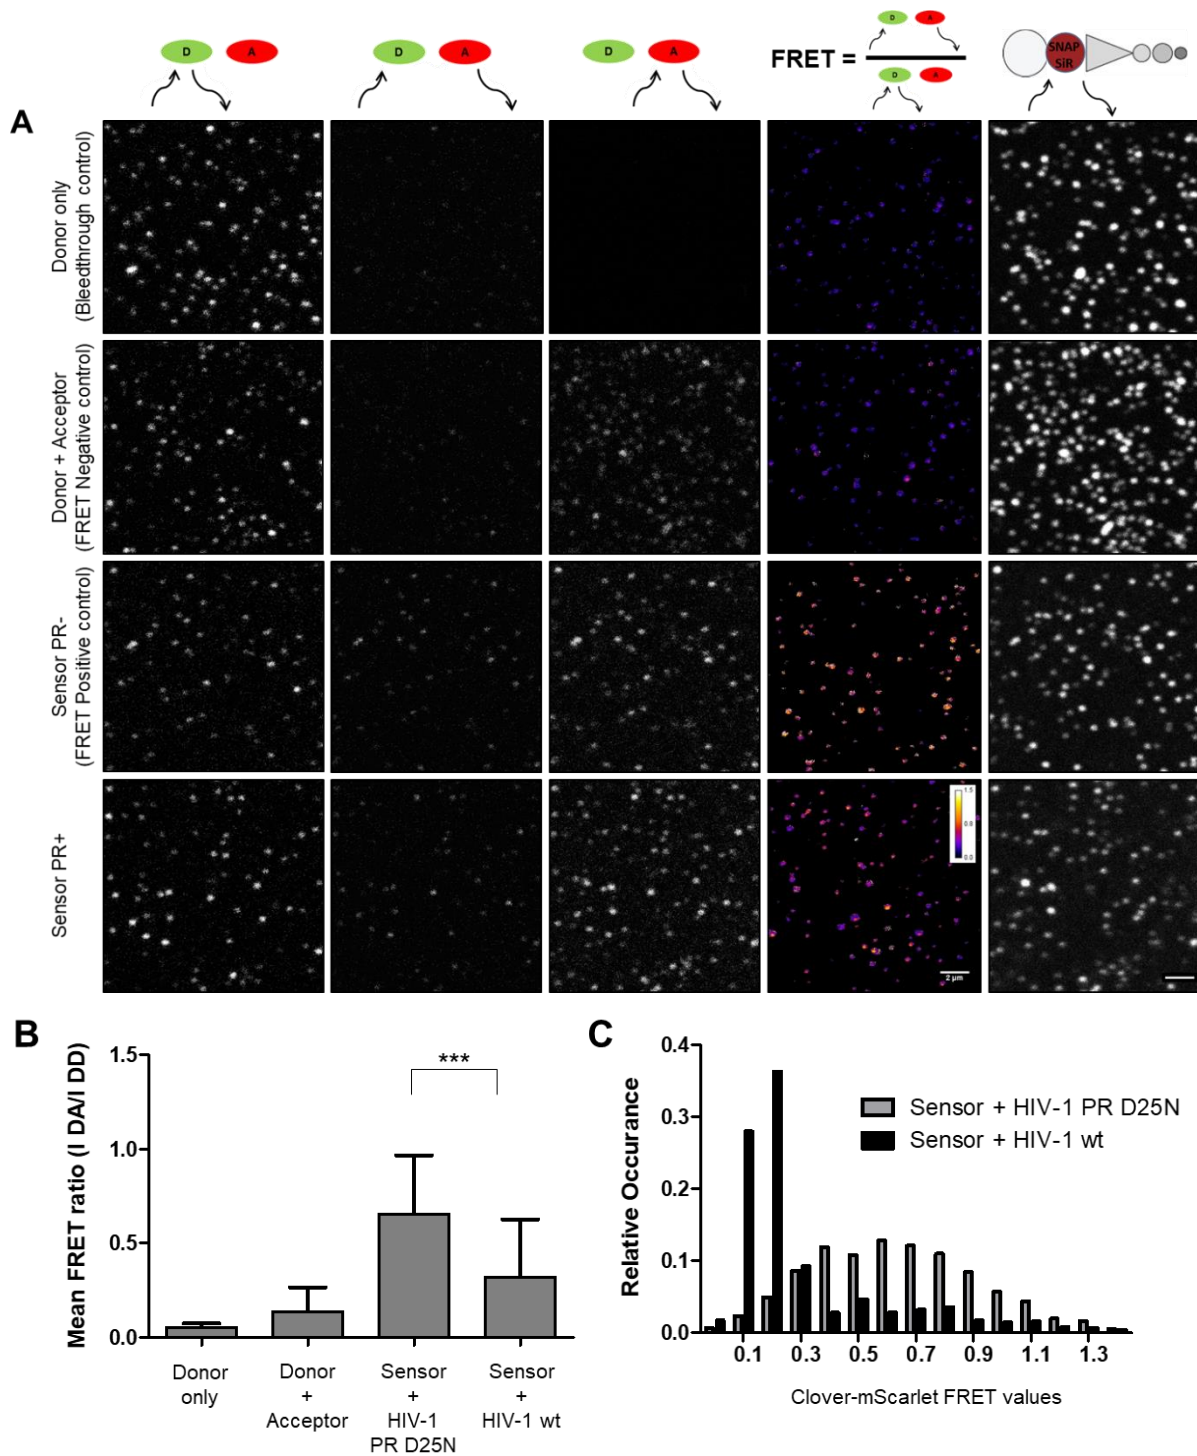 D A
D A
D A
FRET =
D A
D A
SNAP
SiR
A
Donor only
(Bleedthrough control)
Donor + Acceptor
(FRET Negative control)
Sensor PR-
(FRET Positive control)
Sensor PR+
1.5
0.8
0.0
2 μm
B
Mean FRET ratio (I DA/I DD)
1.5
1.0
0.5
0.0
***
Donor
only
Donor
+
Acceptor
Sensor
+
HIV-1
PR D25N
Sensor
+
HIV-1 wt
C
Relative Occurance
0.4
0.3
0.2
0.1
0.0
Sensor + HIV-1 PR D25N
Sensor + HIV-1 wt
0.1 0.3 0.5 0.7 0.9 1.1 1.3
Clover-mScarlet FRET values